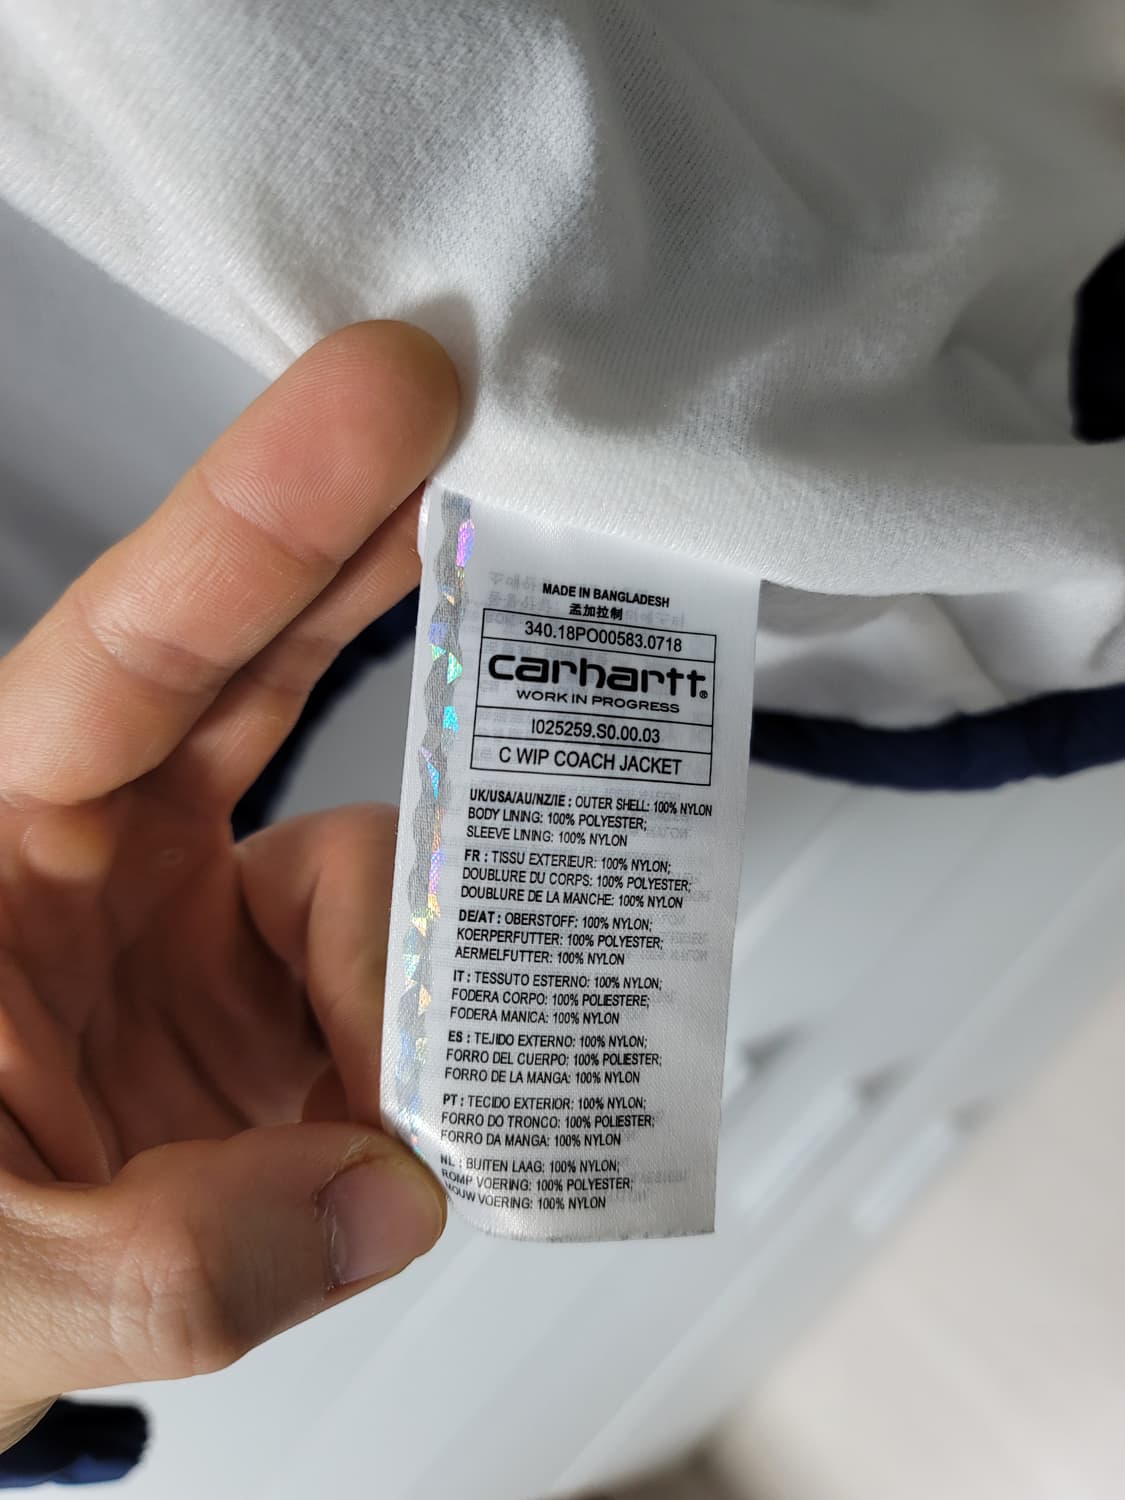 MADE IN BANGLADESH
孟加拉制
340.18PO00583.0718
carhartt®
WORK IN PROGRESS
I025259.S0.00.03
C WIP COACH JACKET
UK/USA/AU/NZ/IE : OUTER SHELL: 100% NYLON
BODY LINING: 100% POLYESTER;
SLEEVE LINING: 100% NYLON
FR : TISSU EXTERIEUR: 100% NYLON;
DOUBLURE DU CORPS: 100% POLYESTER;
DOUBLURE DE LA MANCHE: 100% NYLON
DE/AT : OBERSTOFF: 100% NYLON;
KOERPERFUTTER: 100% POLYESTER;
AERMELFUTTER: 100% NYLON
IT : TESSUTO ESTERNO: 100% NYLON;
FODERA CORPO: 100% POLIESTERE;
FODERA MANICA: 100% NYLON
ES : TEJIDO EXTERNO: 100% NYLON;
FORRO DEL CUERPO: 100% POLIESTER;
FORRO DE LA MANGA: 100% NYLON
PT : TECIDO EXTERIOR: 100% NYLON;
FORRO DO TRONCO: 100% POLIESTER;
FORRO DA MANGA: 100% NYLON
NL : BUITEN LAAG: 100% NYLON;
ROMP VOERING: 100% POLYESTER;
MOUW VOERING: 100% NYLON